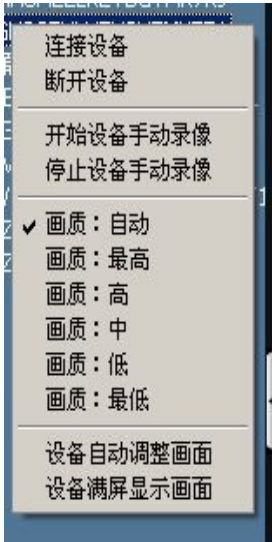 连接设备
断开设备
开始设备手动录像
停止设备手动录像
画质：自动
画质：最高
画质：高
画质：中
画质：低
画质：最低
设备自动调整画面
设备满屏显示画面